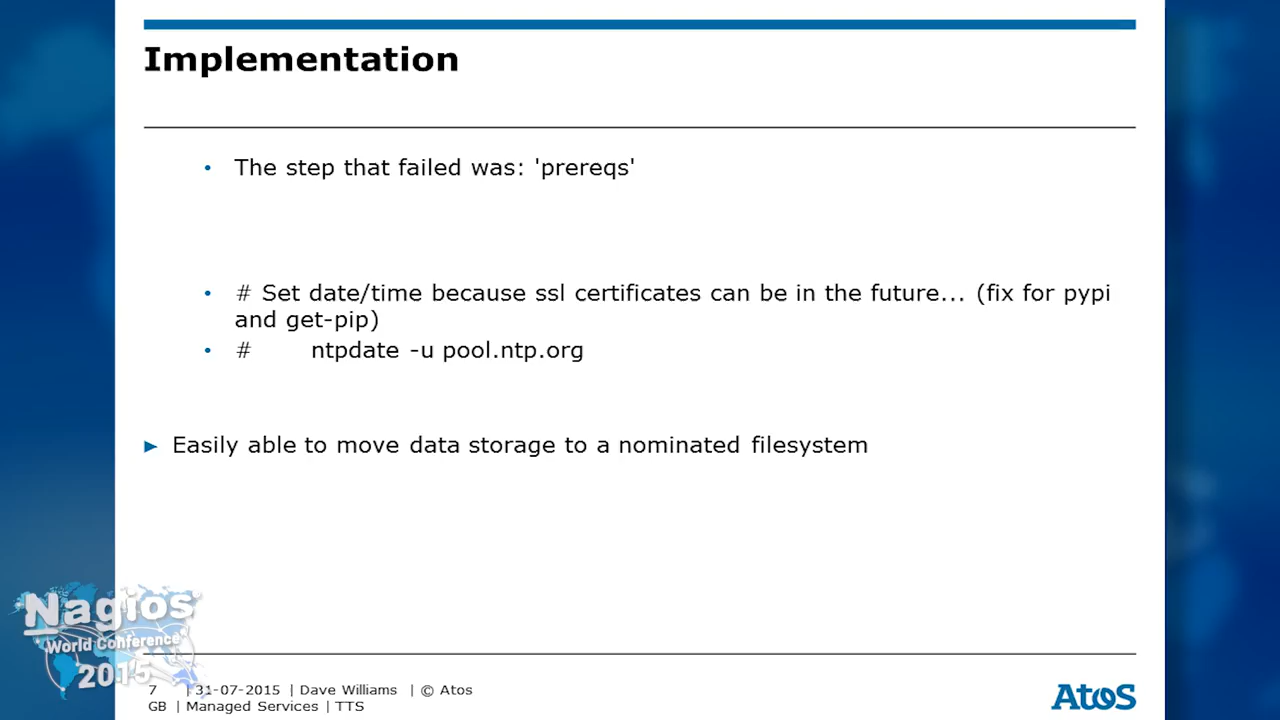 Implementation
• The step that failed was: 'prereqs'
• # Set date/time because ssl certificates can be in the future... (fix for pypi
and get-pip)
• # ntpdate -u pool.ntp.org
► Easily able to move data storage to a nominated filesystem
Nagios
World Conference
2015
7 | 31-07-2015 | Dave Williams | © Atos
GB | Managed Services | TTS
Atos